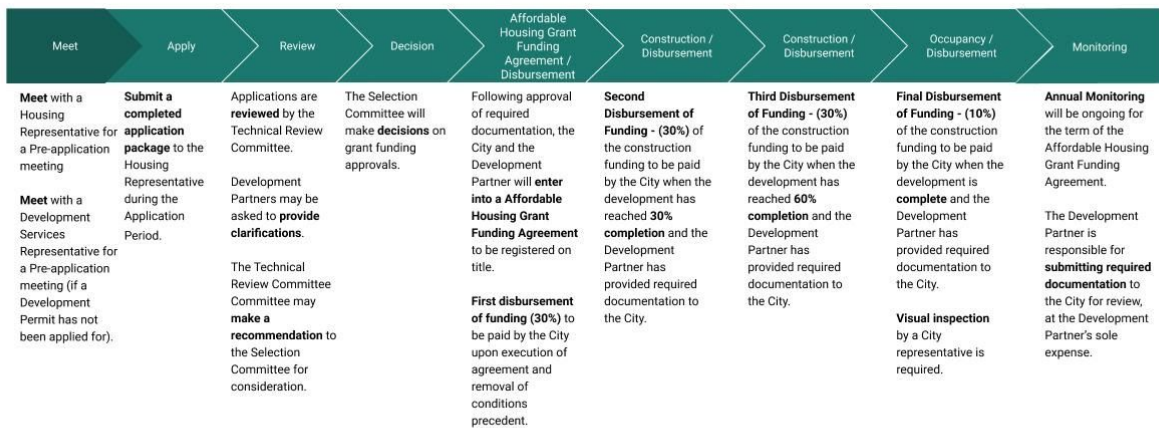 Meet
Apply
Review
Decision
Affordable
Housing Grant
Funding
Agreement /
Disbursement
Construction /
Disbursement
Construction /
Disbursement
Occupancy /
Disbursement
Monitoring
Meet with a
Housing
Representative for
a Pre-application
meeting
Meet with a
Development
Services
Representative for
a Pre-application
meeting (if a
Development
Permit has not
been applied for).
Submit a
completed
application
package to the
Housing
Representative
during the
Application
Period.
Applications are
reviewed by the
Technical Review
Committee.
Development
Partners may be
asked to provide
clarifications.
The Technical
Review Committee
Committee may
make a
recommendation to
the Selection
Committee for
consideration.
The Selection
Committee will
make decisions on
grant funding
approvals.
Following approval
of required
documentation, the
City and the
Development
Partner will enter
into a Affordable
Housing Grant
Funding Agreement
to be registered on
title.
First disbursement
of funding (30%) to
be paid by the City
upon execution of
agreement and
removal of
conditions
precedent.
Second
Disbursement of
Funding - (30%) of
the construction
funding to be paid
by the City when the
development has
reached 30%
completion and the
Development
Partner has
provided required
documentation to
the City.
Third Disbursement
of Funding - (30%)
of the construction
funding to be paid
by the City when the
development has
reached 60%
completion and the
Development
Partner has
provided required
documentation to
the City.
Final Disbursement
of Funding - (10%)
of the construction
funding to be paid
by the City when the
development is
complete and the
Development
Partner has
provided required
documentation to
the City.
Visual inspection
by a City
representative is
required.
Annual Monitoring
will be ongoing for
the term of the
Affordable Housing
Grant Funding
Agreement.
The Development
Partner is
responsible for
submitting required
documentation to
the City for review,
at the Development
Partner's sole
expense.